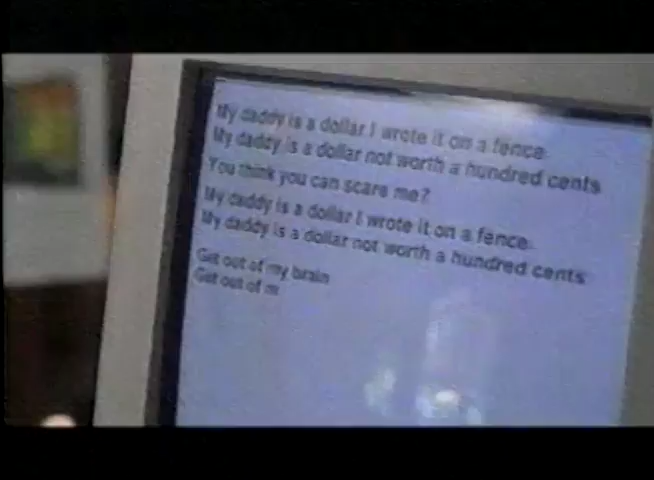 My daddy is a dollar I wrote it on a fence.
My daddy is a dollar not worth a hundred cents.
You think you can scare me?
My daddy is a dollar I wrote it on a fence.
My daddy is a dollar not worth a hundred cents
Get out of my brain
Get out of m